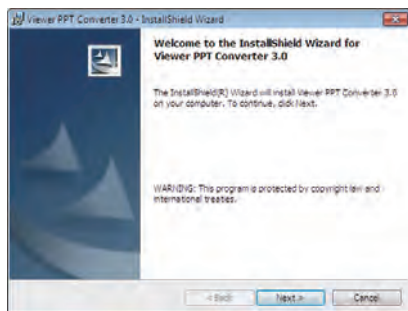 Viewer PPT Converter 3.0 - InstallShield Wizard
Welcome to the InstallShield Wizard for
Viewer PPT Converter 3.0
The InstallShield(R) Wizard will install Viewer PPT Converter 3.0
on your computer. To continue, click Next.
WARNING: This program is protected by copyright law and
international treaties.
< Back
Next >
Cancel